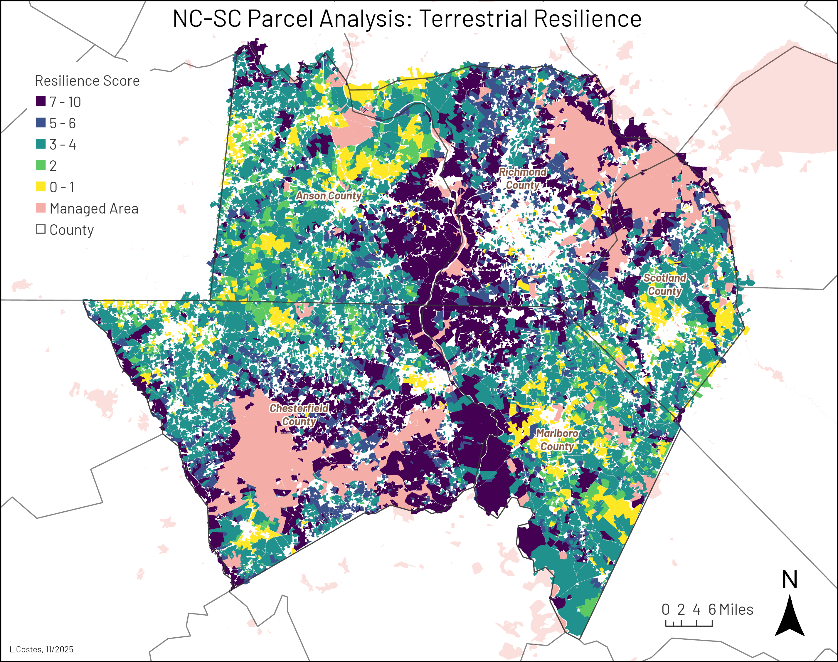 NC-SC Parcel Analysis: Terrestrial Resilience
Resilience Score
7 - 10
5 - 6
3 - 4
2
0 - 1
Managed Area
County
Richmond
County
Anson County
Scotland
County
Chesterfield
County
Marlboro
County
N
0 2 4 6 Miles
L Costes, 11/2025